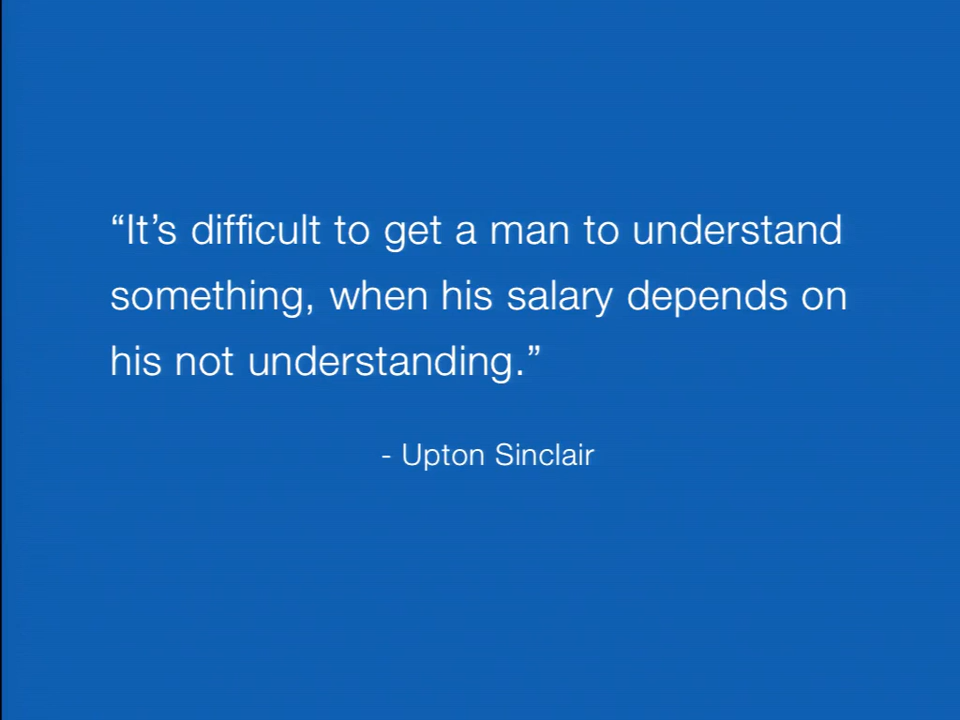 “It’s difficult to get a man to understand
something, when his salary depends on
his not understanding.”
- Upton Sinclair